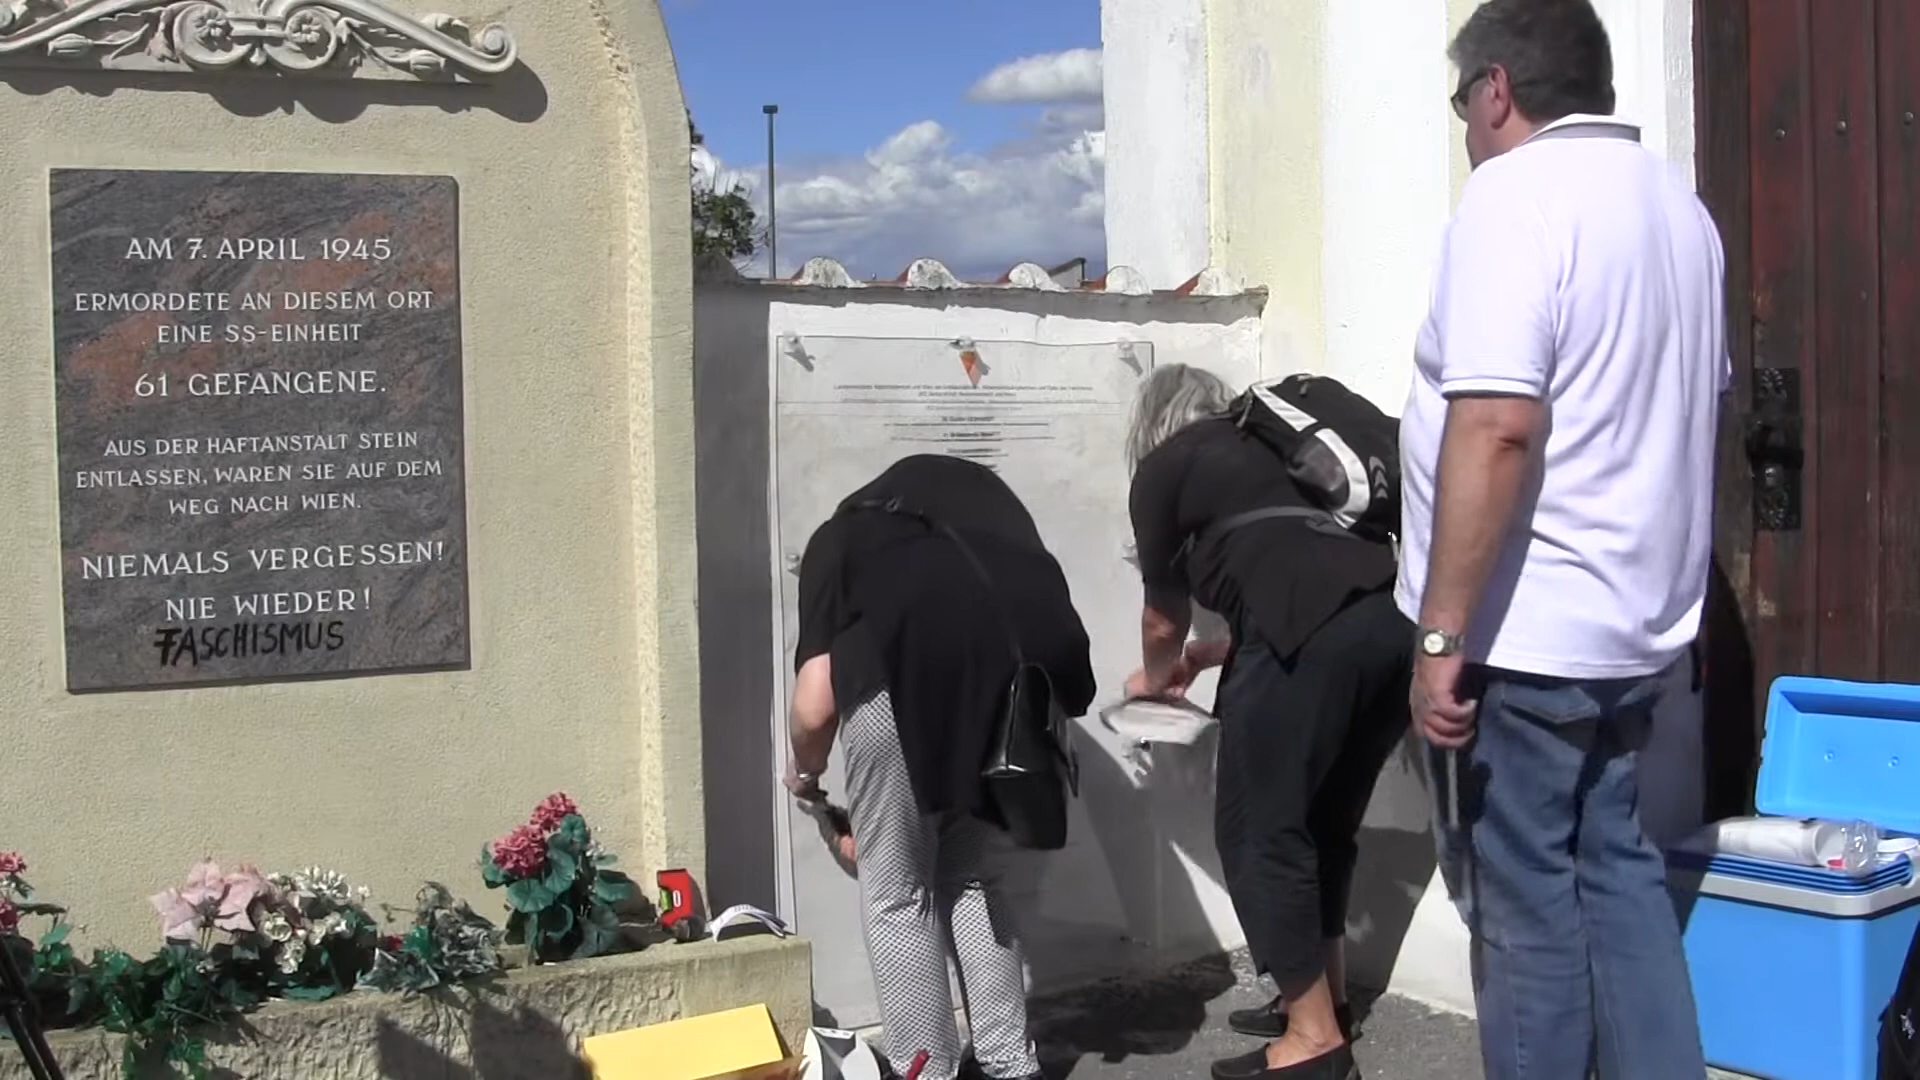 AM 7. APRIL 1945
ERMORDETE AN DIESEM ORT
EINE SS-EINHEIT
61 GEFANGENE.
AUS DER HAFTANSTALT STEIN
ENTLASSEN, WAREN SIE AUF DEM
WEG NACH WIEN.
NIEMALS VERGESSEN!
NIE WIEDER!
FASCHISMUS